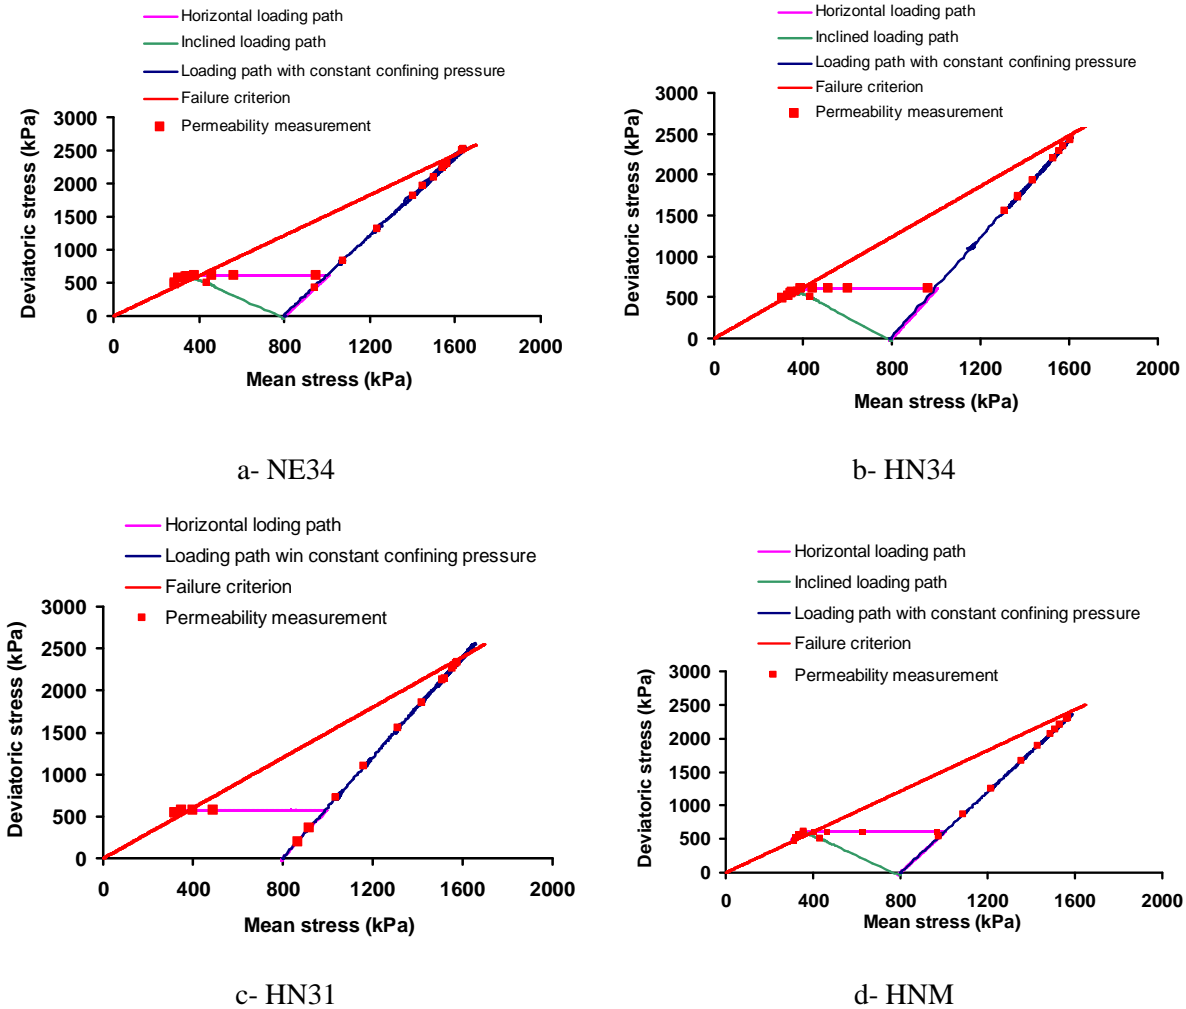 Horizontal loading path
Inclined loading path
Loading path with constant confining pressure
Failure criterion
Permeability measurement
3000
2500
2000
1500
1000
500
0
Deviatoric stress (kPa)
0 400 800 1200 1600 2000
Mean stress (kPa)
a- NE34
Horizontal loading path
Inclined loading path
Loading path with constant confining pressure
Failure criterion
Permeability measurement
3000
2500
2000
1500
1000
500
0
Deviatoric stress (kPa)
0 400 800 1200 1600 2000
Mean stress (kPa)
b- HN34
Horizontal loding path
Loading path win constant confining pressure
Failure criterion
Permeability measurement
3000
2500
2000
1500
1000
500
0
Deviatoric stress (kPa)
0 400 800 1200 1600 2000
Mean stress (kPa)
c- HN31
Horizontal loading path
Inclined loading path
Loading path with constant confining pressure
Failure criterion
Permeability measurement
3000
2500
2000
1500
1000
500
0
Deviatoric stress (kPa)
0 400 800 1200 1600 2000
Mean stress (kPa)
d- HNM